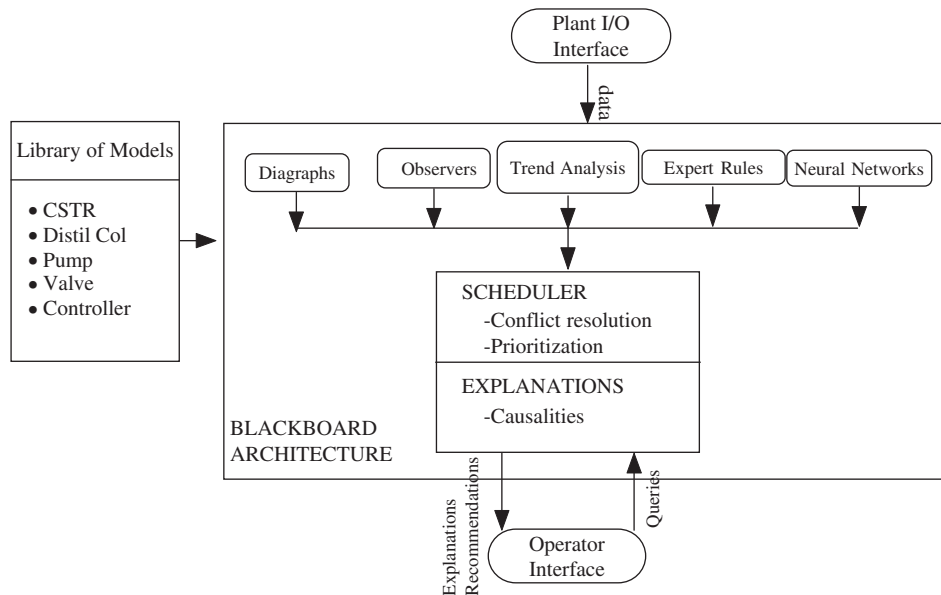 Plant I/O
Interface
data
Library of Models
• CSTR
• Distil Col
• Pump
• Valve
• Controller
Diagraphs
Observers
Trend Analysis
Expert Rules
Neural Networks
SCHEDULER
-Conflict resolution
-Prioritization
EXPLANATIONS
-Causalities
BLACKBOARD
ARCHITECTURE
Explanations
Recommendations
Queries
Operator
Interface